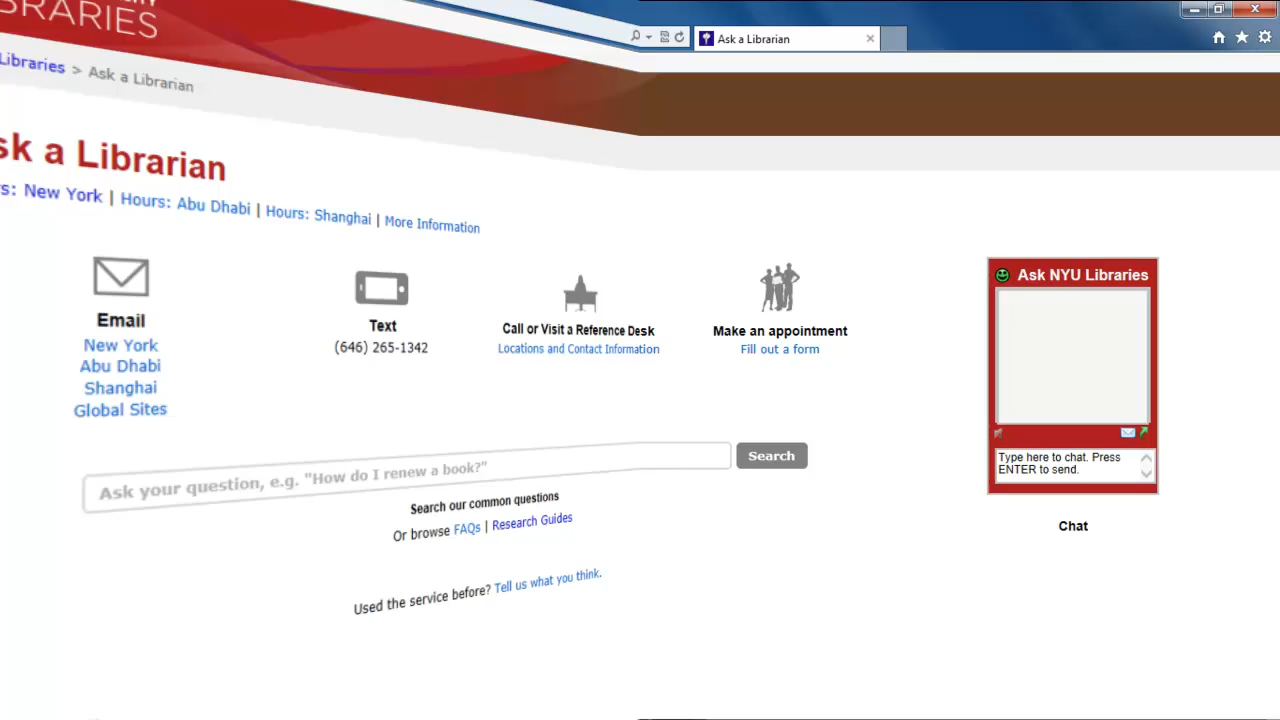 BRARIES
Ask a Librarian
Libraries > Ask a Librarian
sk a Librarian
s: New York | Hours: Abu Dhabi | Hours: Shanghai | More Information
Email
New York
Abu Dhabi
Shanghai
Global Sites
Text
(646) 265-1342
Call or Visit a Reference Desk
Locations and Contact Information
Make an appointment
Fill out a form
Ask NYU Libraries
Type here to chat. Press
ENTER to send.
Chat
Ask your question, e.g. "How do I renew a book?"
Search
Search our common questions
Or browse FAQs | Research Guides
Used the service before? Tell us what you think.